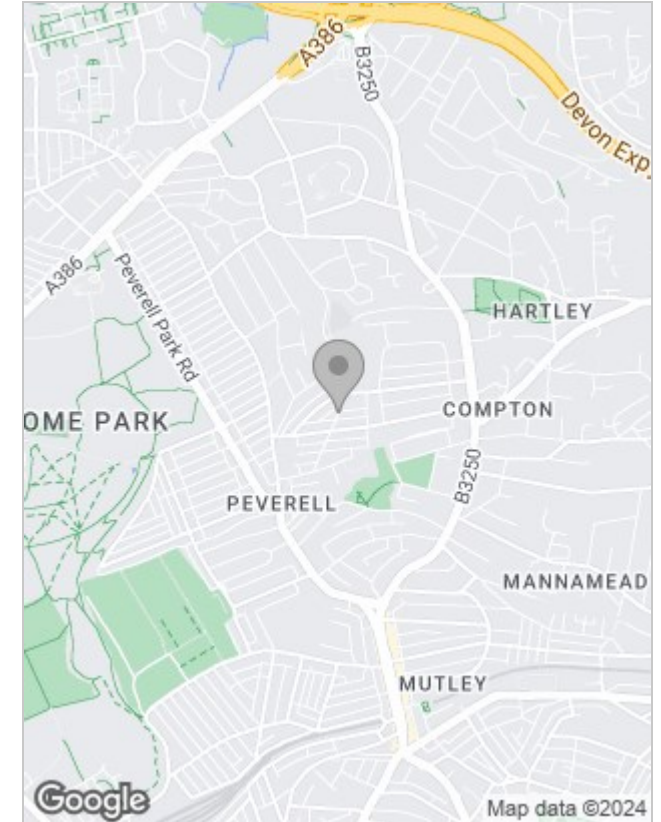 A386
B3250
Devon Exp
A386
Peverell Park Rd
HARTLEY
OME PARK
COMPTON
B3250
PEVERELL
MANNAMEAD
MUTLEY
Google
Map data ©2024